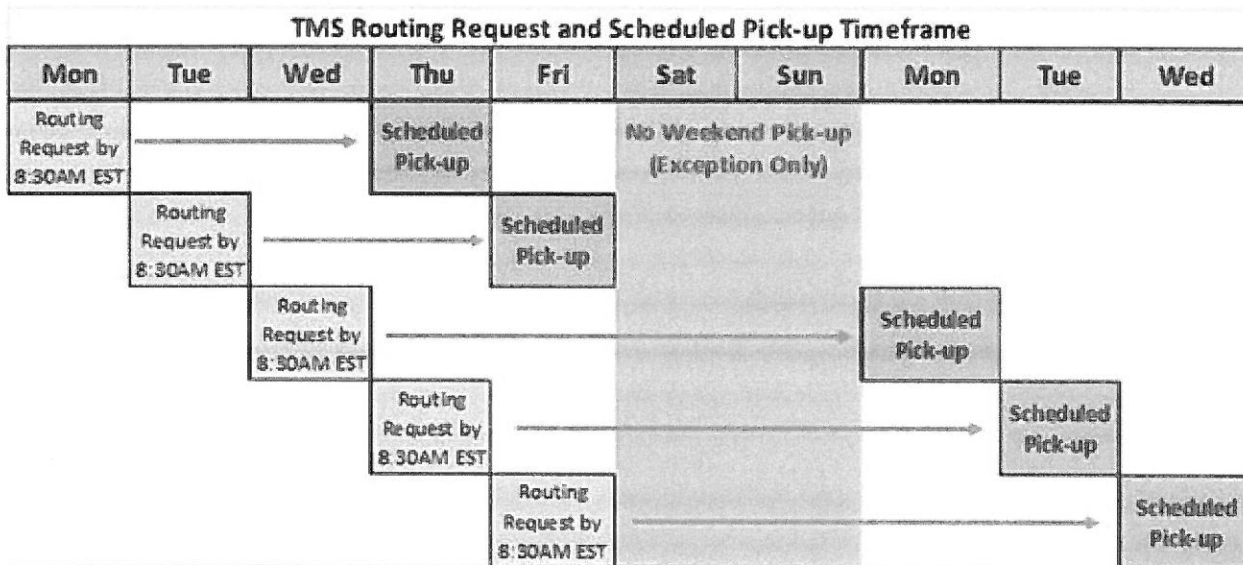 TMS Routing Request and Scheduled Pick-up Timeframe
Mon Tue Wed Thu Fri Sat Sun Mon Tue Wed
Routing
Request by
8:30AM EST
Scheduled
Pick-up
No Weekend Pick-up
(Exception Only)
Routing
Request by
8:30AM EST
Scheduled
Pick-up
Routing
Request by
8:30AM EST
Scheduled
Pick-up
Routing
Request by
8:30AM EST
Scheduled
Pick-up
Routing
Request by
8:30AM EST
Scheduled
Pick-up